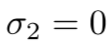 σ₂ = 0